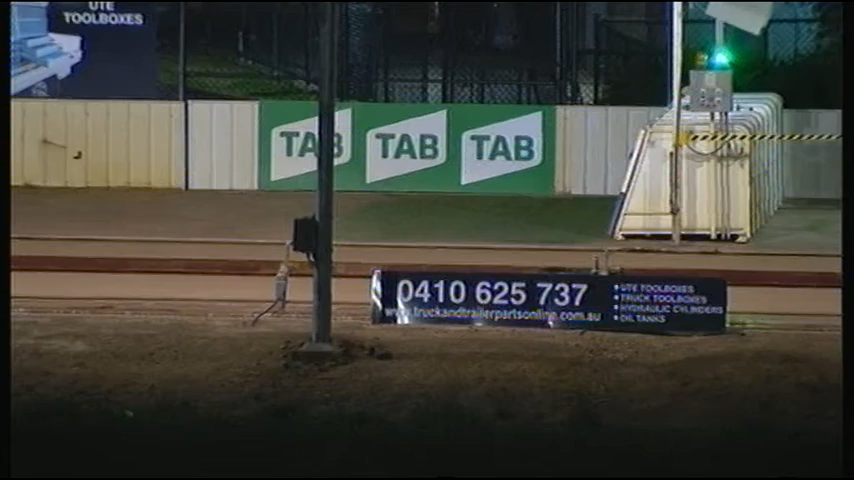 UTE
TOOLBOXES
TAB TAB TAB
0410 625 737
www.truckandtrailerpartsonline.com.au
UTE TOOLBOXES
TRUCK TOOLBOXES
HYDRAULIC CYLINDERS
OIL TANKS